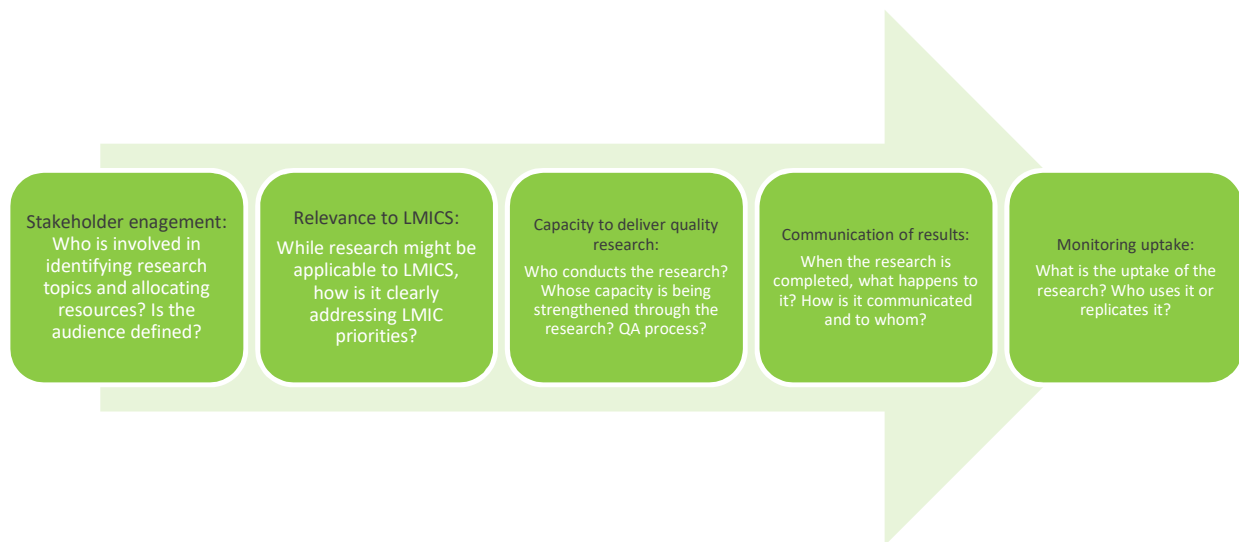 Stakeholder enagement:
Who is involved in
identifying research
topics and allocating
resources? Is the
audience defined?
Relevance to LMICS:
While research might be
applicable to LMICS,
how is it clearly
addressing LMIC
priorities?
Capacity to deliver quality
research:
Who conducts the research?
Whose capacity is being
strengthened through the
research? QA process?
Communication of results:
When the research is
completed, what happens to
it? How is it communicated
and to whom?
Monitoring uptake:
What is the uptake of the
research? Who uses it or
replicates it?